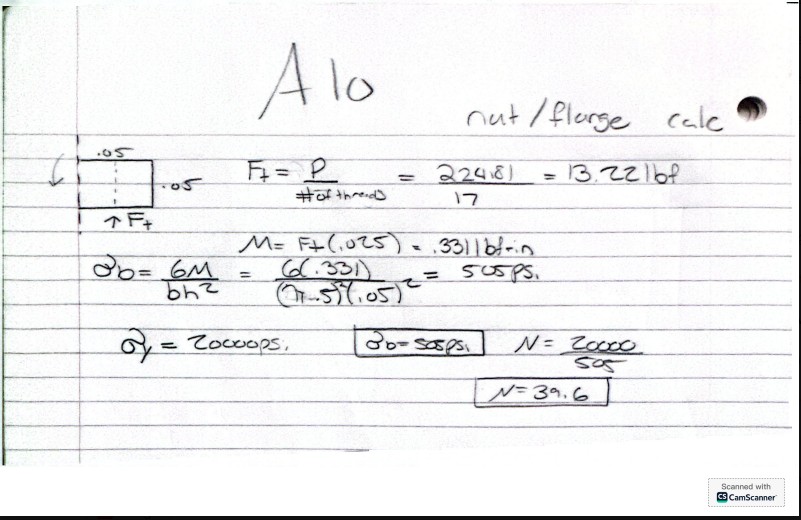 A10
nut/flange calc
.05
.05
↑ Ft
Ft = P / # of threads = 224.81 / 17 = 13.22 lbf
M = Ft(.025) = .331 lbf-in
σb = 6M / bh² = 6(.331) / (π .5)(.05)² = 505 psi
σy = 20000 psi
σb = 505 psi
N = 20000 / 505
N = 39.6
Scanned with
CS CamScanner